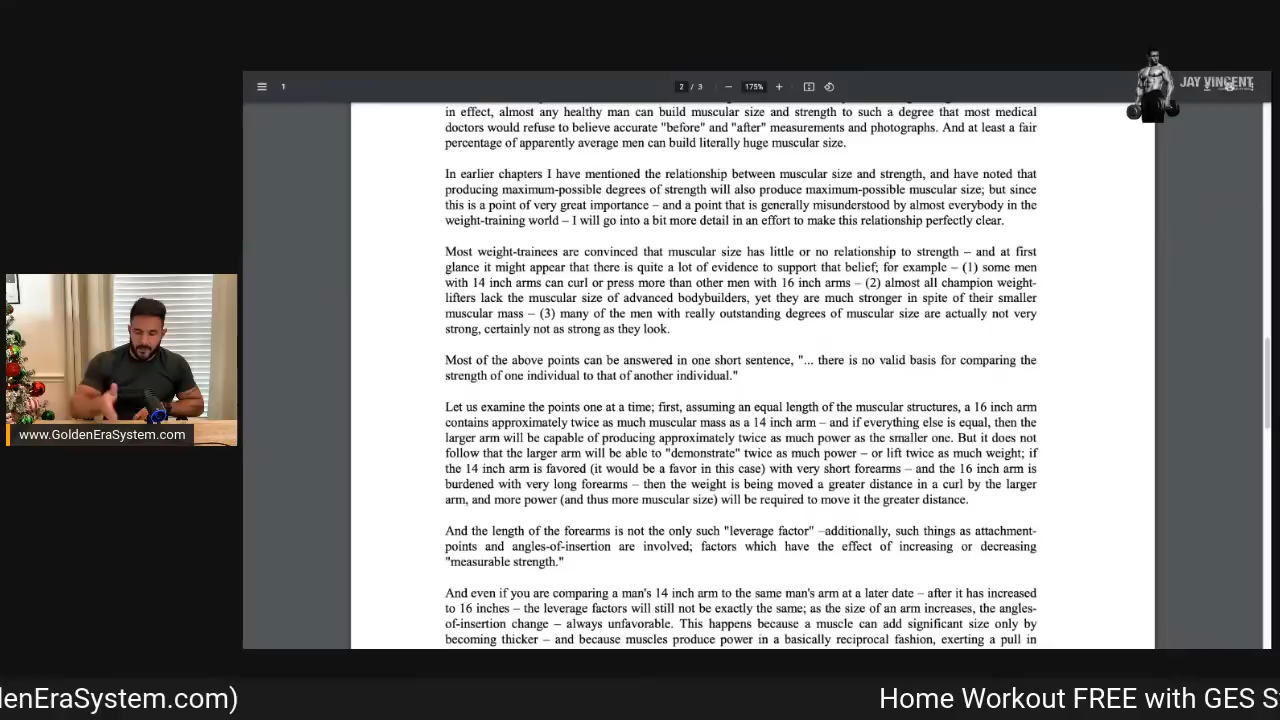 1
2 / 3
175%
JAY VINCENT
in effect, almost any healthy man can build muscular size and strength to such a degree that most medical
doctors would refuse to believe accurate "before" and "after" measurements and photographs. And at least a fair
percentage of apparently average men can build literally huge muscular size.
In earlier chapters I have mentioned the relationship between muscular size and strength, and have noted that
producing maximum-possible degrees of strength will also produce maximum-possible muscular size; but since
this is a point of very great importance – and a point that is generally misunderstood by almost everybody in the
weight-training world – I will go into a bit more detail in an effort to make this relationship perfectly clear.
Most weight-trainees are convinced that muscular size has little or no relationship to strength – and at first
glance it might appear that there is quite a lot of evidence to support that belief; for example – (1) some men
with 14 inch arms can curl or press more than other men with 16 inch arms – (2) almost all champion weight-
lifters lack the muscular size of advanced bodybuilders, yet they are much stronger in spite of their smaller
muscular mass – (3) many of the men with really outstanding degrees of muscular size are actually not very
strong, certainly not as strong as they look.
Most of the above points can be answered in one short sentence, "... there is no valid basis for comparing the
strength of one individual to that of another individual."
Let us examine the points one at a time; first, assuming an equal length of the muscular structures, a 16 inch arm
contains approximately twice as much muscular mass as a 14 inch arm – and if everything else is equal, then the
larger arm will be capable of producing approximately twice as much power as the smaller one. But it does not
follow that the larger arm will be able to "demonstrate" twice as much power – or lift twice as much weight; if
the 14 inch arm is favored (it would be a favor in this case) with very short forearms – and the 16 inch arm is
burdened with very long forearms – then the weight is being moved a greater distance in a curl by the larger
arm, and more power (and thus more muscular size) will be required to move it the greater distance.
And the length of the forearms is not the only such "leverage factor" –additionally, such things as attachment-
points and angles-of-insertion are involved; factors which have the effect of increasing or decreasing
"measurable strength."
And even if you are comparing a man's 14 inch arm to the same man's arm at a later date – after it has increased
to 16 inches – the leverage factors will still not be exactly the same; as the size of an arm increases, the angles-
of-insertion change – always unfavorable. This happens because a muscle can add significant size only by
becoming thicker – and because muscles produce power in a basically reciprocal fashion, exerting a pull in
www.GoldenEraSystem.com
ldenEraSystem.com)
Home Workout FREE with GES S